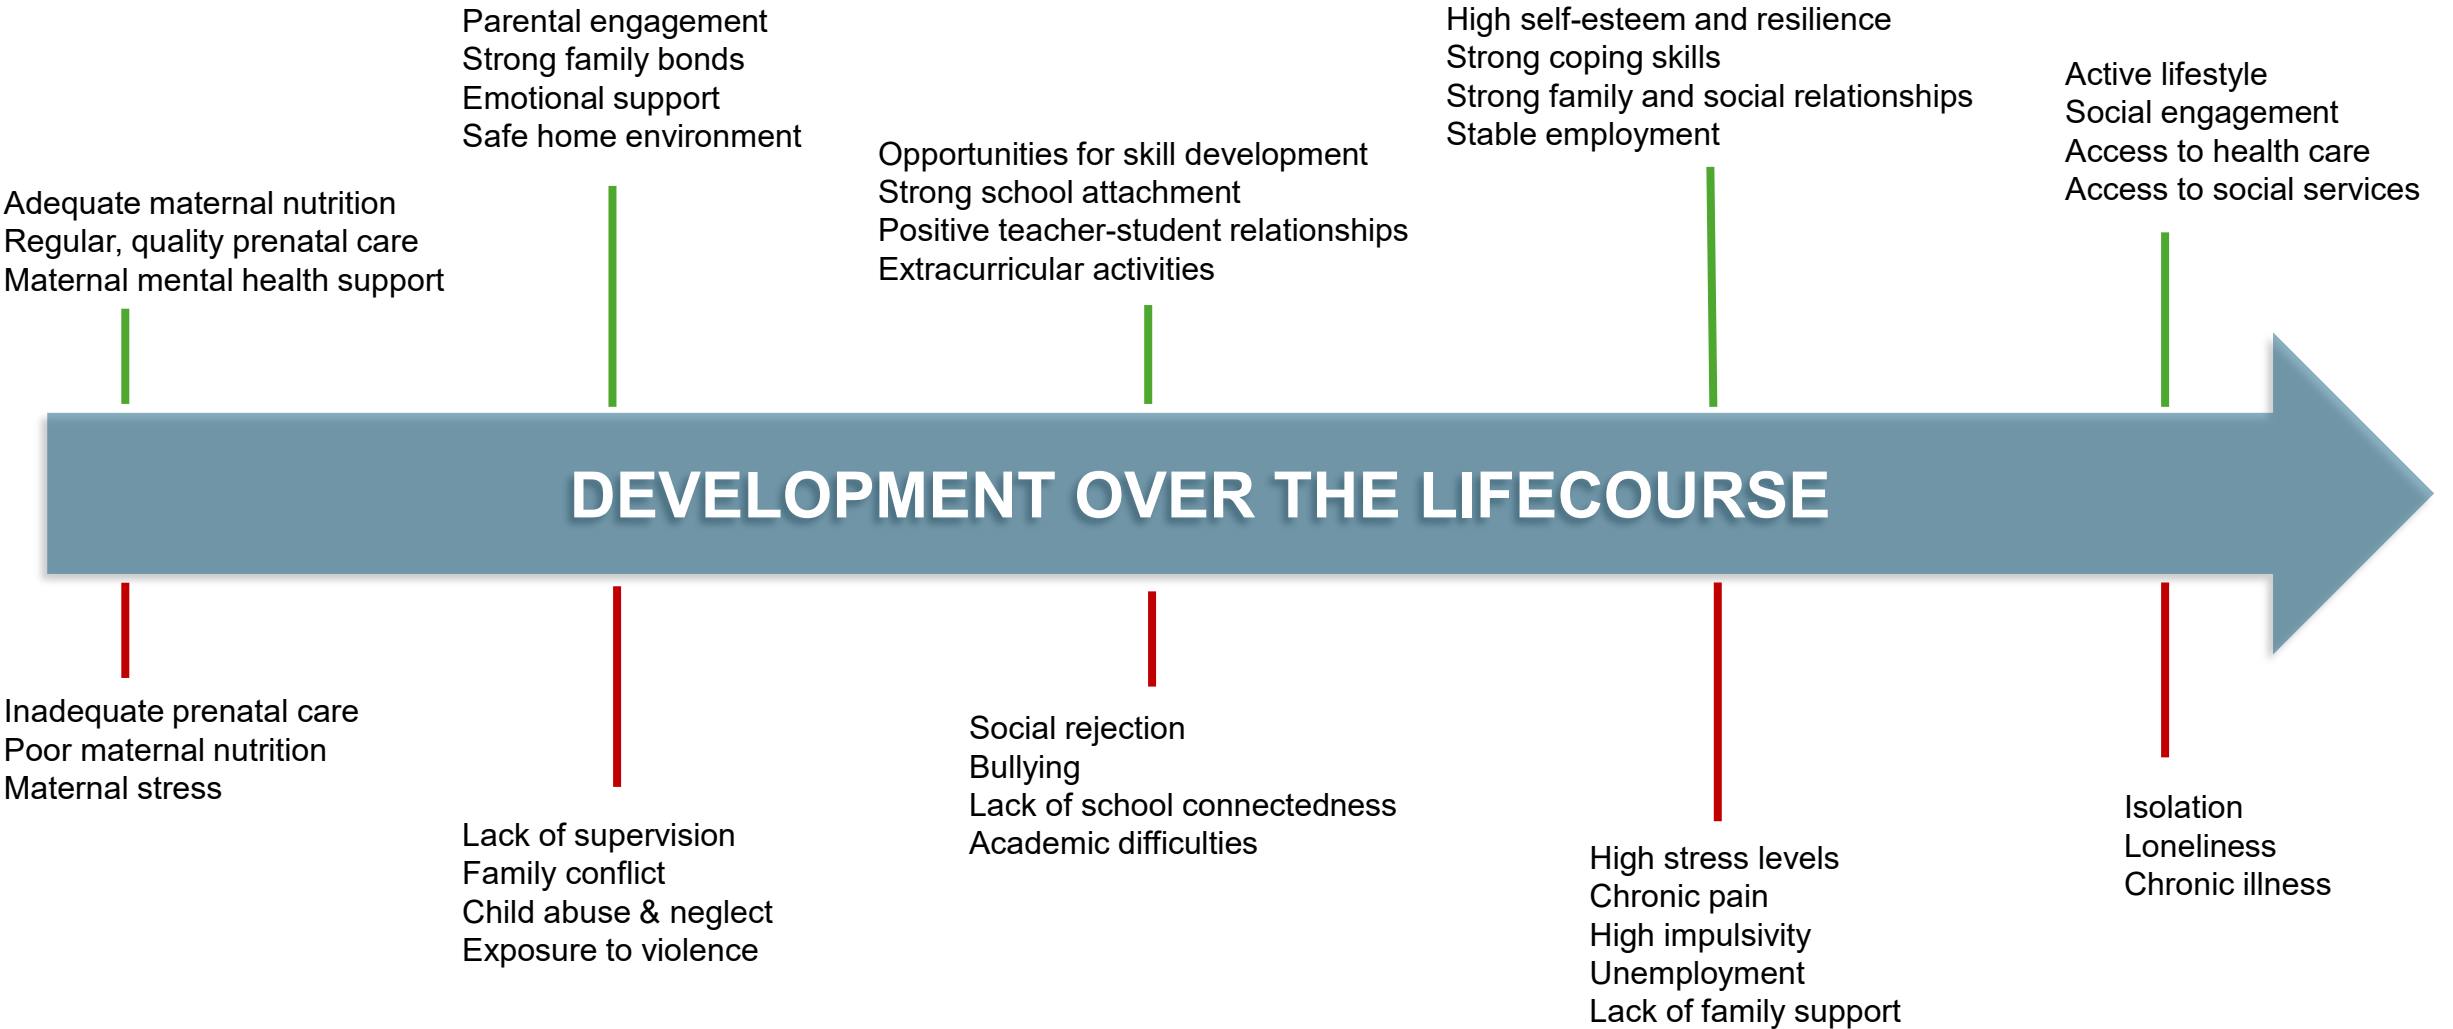 Adequate maternal nutrition
Regular, quality prenatal care
Maternal mental health support
Parental engagement
Strong family bonds
Emotional support
Safe home environment
Opportunities for skill development
Strong school attachment
Positive teacher-student relationships
Extracurricular activities
High self-esteem and resilience
Strong coping skills
Strong family and social relationships
Stable employment
Active lifestyle
Social engagement
Access to health care
Access to social services
DEVELOPMENT OVER THE LIFECOURSE
Inadequate prenatal care
Poor maternal nutrition
Maternal stress
Lack of supervision
Family conflict
Child abuse & neglect
Exposure to violence
Social rejection
Bullying
Lack of school connectedness
Academic difficulties
High stress levels
Chronic pain
High impulsivity
Unemployment
Lack of family support
Isolation
Loneliness
Chronic illness